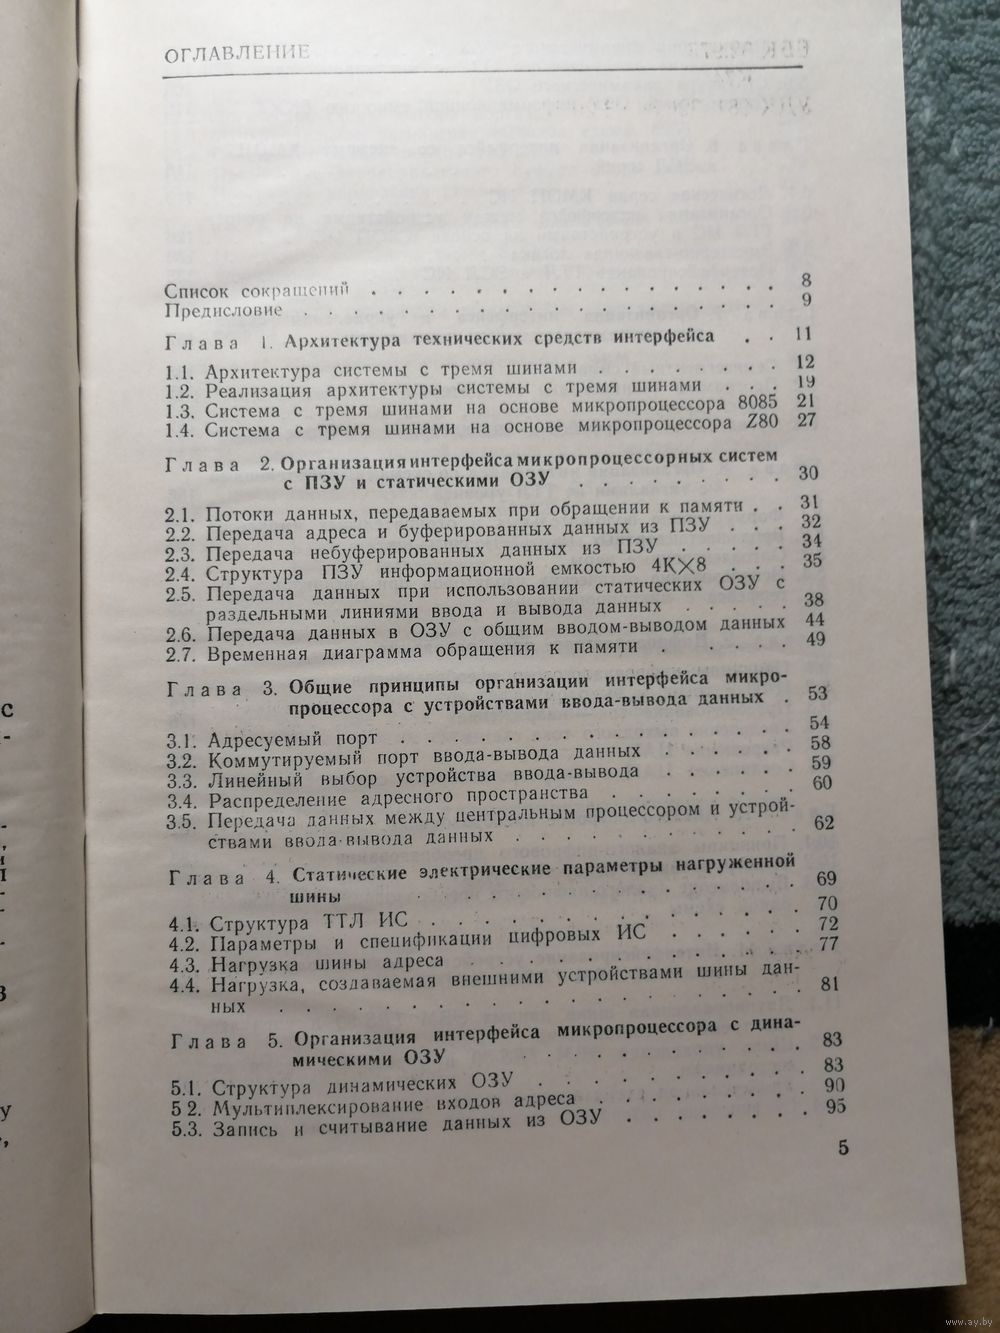 ОГЛАВЛЕНИЕ
Список сокращений . . . . . . . . . . . . . . . . 8
Предисловие . . . . . . . . . . . . . . . . . . . 9
Глава 1. Архитектура технических средств интерфейса . . 11
1.1. Архитектура системы с тремя шинами . . . . . . . . 12
1.2. Реализация архитектуры системы с тремя шинами . . . 19
1.3. Система с тремя шинами на основе микропроцессора 8085 21
1.4. Система с тремя шинами на основе микропроцессора Z80 27
Глава 2. Организация интерфейса микропроцессорных систем
с ПЗУ и статическими ОЗУ . . . . . . . . . 30
2.1. Потоки данных, передаваемых при обращении к памяти . . 31
2.2. Передача адреса и буферированных данных из ПЗУ . . . 32
2.3. Передача небуферированных данных из ПЗУ . . . . . 34
2.4. Структура ПЗУ информационной емкостью 4К×8 . . . 35
2.5. Передача данных при использовании статических ОЗУ с
раздельными линиями ввода и вывода данных . . . . . 38
2.6. Передача данных в ОЗУ с общим вводом-выводом данных 44
2.7. Временная диаграмма обращения к памяти . . . . . 49
Глава 3. Общие принципы организации интерфейса микро-
процессора с устройствами ввода-вывода данных . 53
3.1. Адресуемый порт . . . . . . . . . . . . . . . 54
3.2. Коммутируемый порт ввода-вывода данных . . . . . . 58
3.3. Линейный выбор устройства ввода-вывода . . . . . . 59
3.4. Распределение адресного пространства . . . . . . . 60
3.5. Передача данных между центральным процессором и устрой-
ствами ввода-вывода данных . . . . . . . . . . . 62
Глава 4. Статические электрические параметры нагруженной
шины . . . . . . . . . . . . . . 69
4.1. Структура ТТЛ ИС . . . . . . . . . . . . . . 70
4.2. Параметры и спецификации цифровых ИС . . . . . . 72
4.3. Нагрузка шины адреса . . . . . . . . . . . . . 77
4.4. Нагрузка, создаваемая внешними устройствами шины дан-
ных . . . . . . . . . . . . . . . . . . . . 81
Глава 5. Организация интерфейса микропроцессора с дина-
мическими ОЗУ . . . . . . . . . . . 83
5.1. Структура динамических ОЗУ . . . . . . . . . . 83
5 2. Мультиплексирование входов адреса . . . . . . . . 90
5.3. Запись и считывание данных из ОЗУ . . . . . . . 95
5
www.ay.by